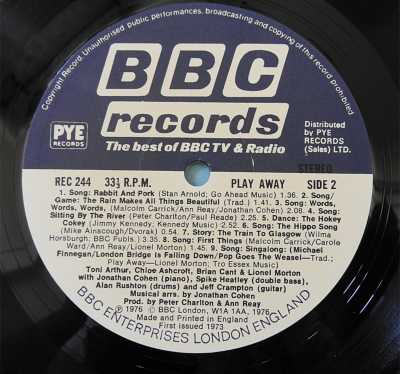 Copyright Record. Unauthorised public performances, broadcasting and copying of this record prohibited
BBC
records
The best of BBC TV & Radio
PYE
RECORDS
Distributed
by PYE
RECORDS
(Sales) LTD.
STEREO
REC 244 33⅓ R.P.M. PLAY AWAY SIDE 2
1. Song: Rabbit And Pork (Stan Arnold; Go Ahead Music) 1.36 2. Song/
Game: The Rain Makes All Things Beautiful (Trad.) 1.41 3. Song: Words,
Words, Words, (Malcolm Carrick/Ann Reay/Jonathan Cohen) 2.08 4. Song:
Sitting By The River (Peter Charlton/Paul Reade) 2.25 5. Dance: The Hokey
Cokey (Jimmy Kennedy; Kennedy Music) 2.52 6. Song: The Hippo Song
(Mike Ainscough/Dvorak) 0.54 7. Story: The Train To Glasgow (Wilma
Horsburgh; BBC Publns.) 3.38 8. Song: First Things (Malcolm Carrick/Carole
Ward/Ann Reay/Lionel Morton) 1.11 9. Song: Singalong: (Michael
Finnegan/London Bridge Is Falling Down/Pop Goes The Weasel—Trad.;
Play Away—Lionel Morton; Tro Essex Music)
Toni Arthur, Chloe Ashcroft, Brian Cant & Lionel Morton
with Jonathan Cohen (piano), Spike Heatley (double bass),
Alan Rushton (drums) and Jeff Crampton (guitar)
Musical arrs. by Jonathan Cohen
Prod. by Peter Charlton & Ann Reay
℗ 1976 © BBC, London, W1A 1AA, 1976
Made and Printed in England
First issued 1973
BBC ENTERPRISES LONDON ENGLAND